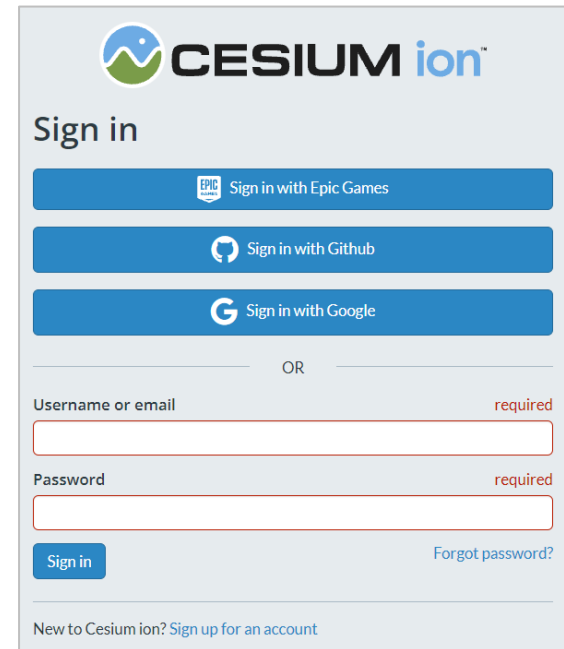 CESIUM ion™
Sign in
EPIC GAMES Sign in with Epic Games
Sign in with Github
G Sign in with Google
OR
Username or email required
Password required
Sign in Forgot password?
New to Cesium ion? Sign up for an account